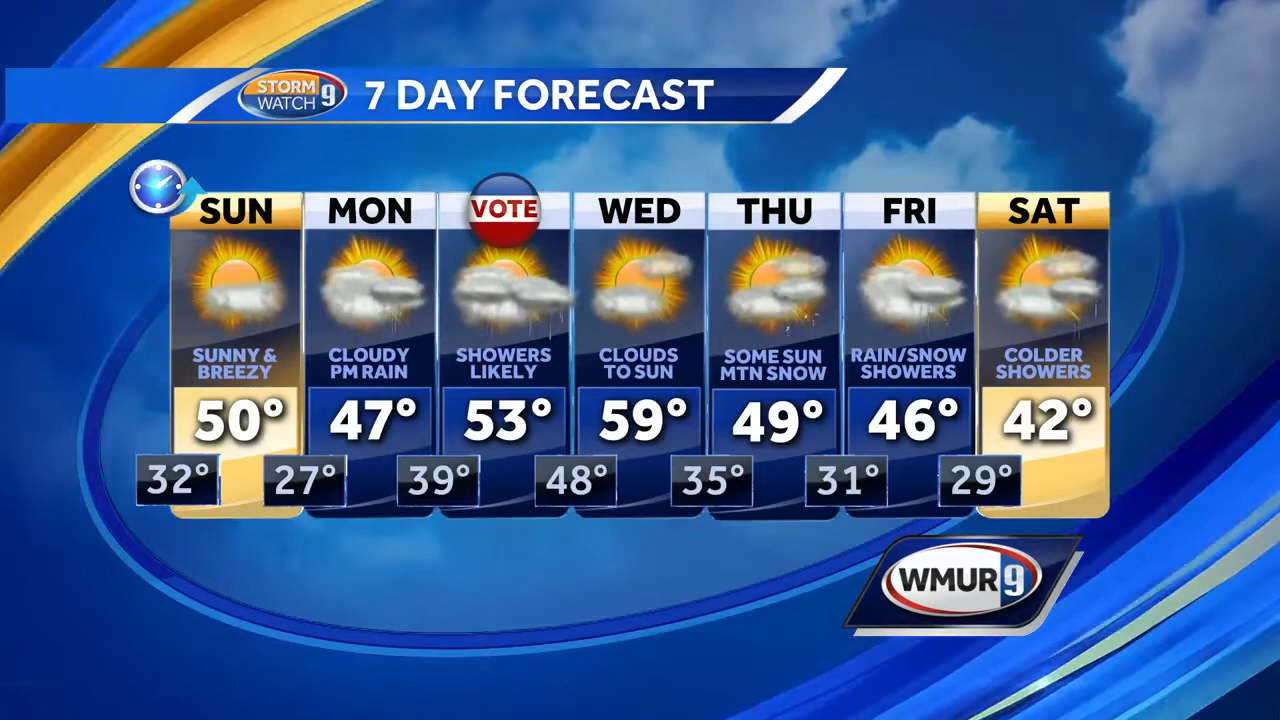 STORM WATCH 9
7 DAY FORECAST
SUN MON VOTE WED THU FRI SAT
SUNNY & BREEZY
CLOUDY PM RAIN
SHOWERS LIKELY
CLOUDS TO SUN
SOME SUN MTN SNOW
RAIN/SNOW SHOWERS
COLDER SHOWERS
50° 47° 53° 59° 49° 46° 42°
32° 27° 39° 48° 35° 31° 29°
WMUR 9